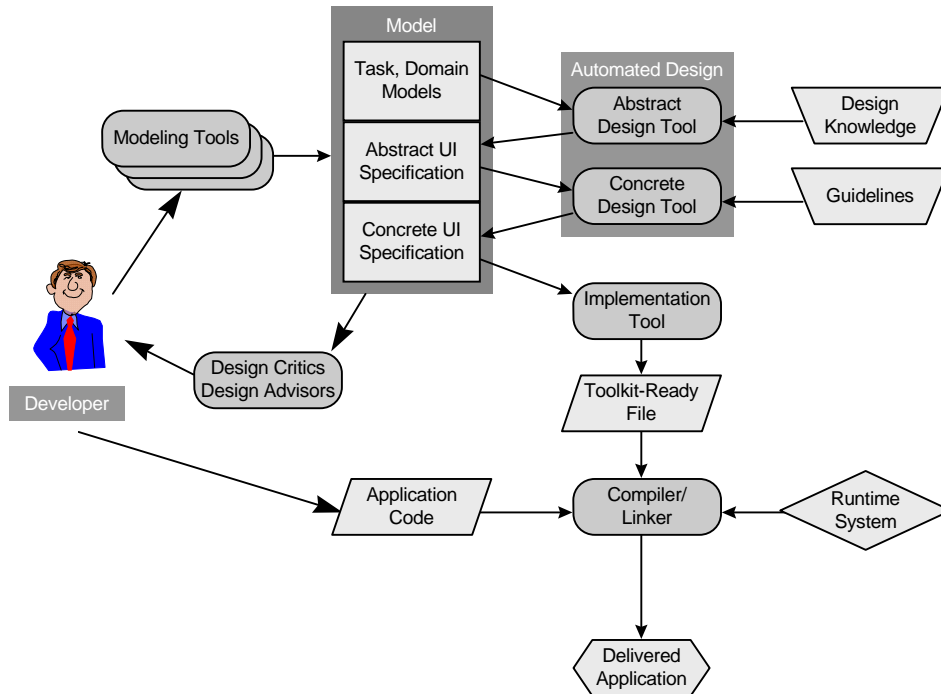 Model
Task, Domain
Models
Automated Design
Abstract
Design Tool
Design
Knowledge
Modeling Tools
Abstract UI
Specification
Concrete
Design Tool
Guidelines
Concrete UI
Specification
Implementation
Tool
Design Critics
Design Advisors
Developer
Toolkit-Ready
File
Application
Code
Compiler/
Linker
Runtime
System
Delivered
Application